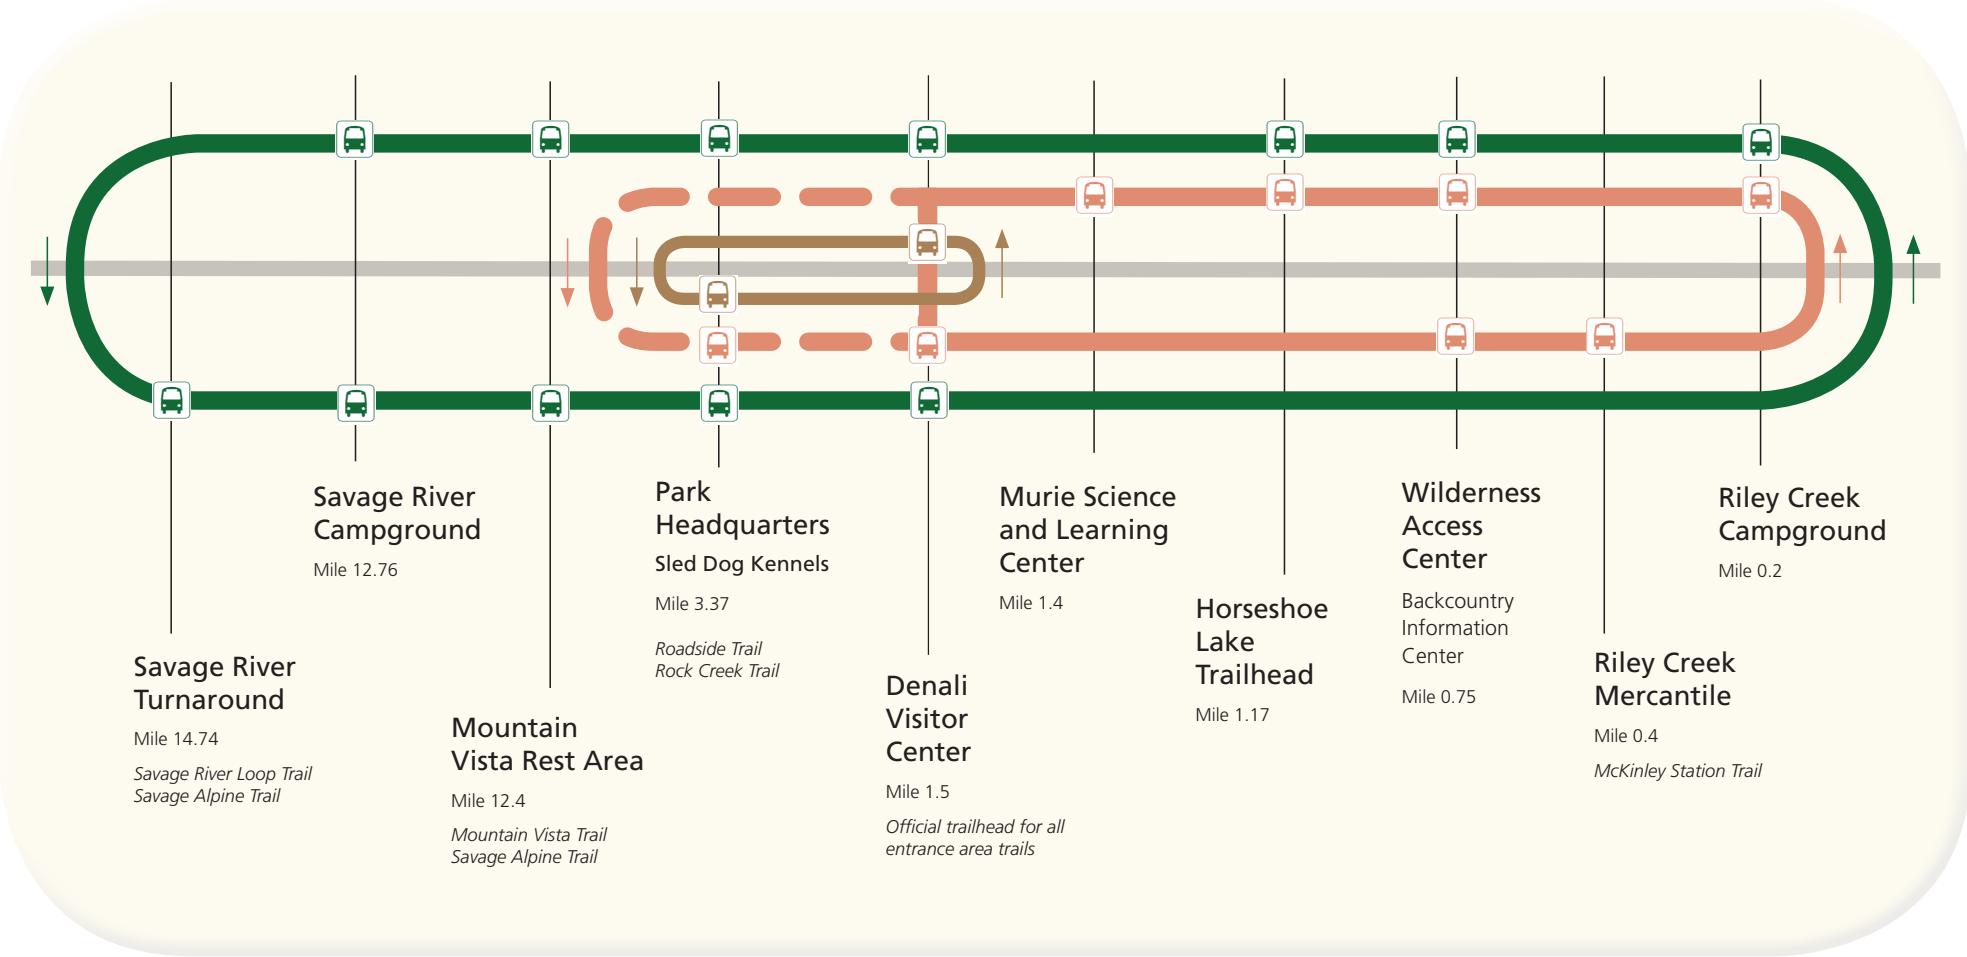 Savage River
Campground
Mile 12.76
Park
Headquarters
Sled Dog Kennels
Mile 3.37
Roadside Trail
Rock Creek Trail
Murie Science
and Learning
Center
Mile 1.4
Wilderness
Access
Center
Backcountry
Information
Center
Mile 0.75
Riley Creek
Campground
Mile 0.2
Savage River
Turnaround
Mile 14.74
Savage River Loop Trail
Savage Alpine Trail
Mountain
Vista Rest Area
Mile 12.4
Mountain Vista Trail
Savage Alpine Trail
Denali
Visitor
Center
Mile 1.5
Official trailhead for all
entrance area trails
Horseshoe
Lake
Trailhead
Mile 1.17
Riley Creek
Mercantile
Mile 0.4
McKinley Station Trail